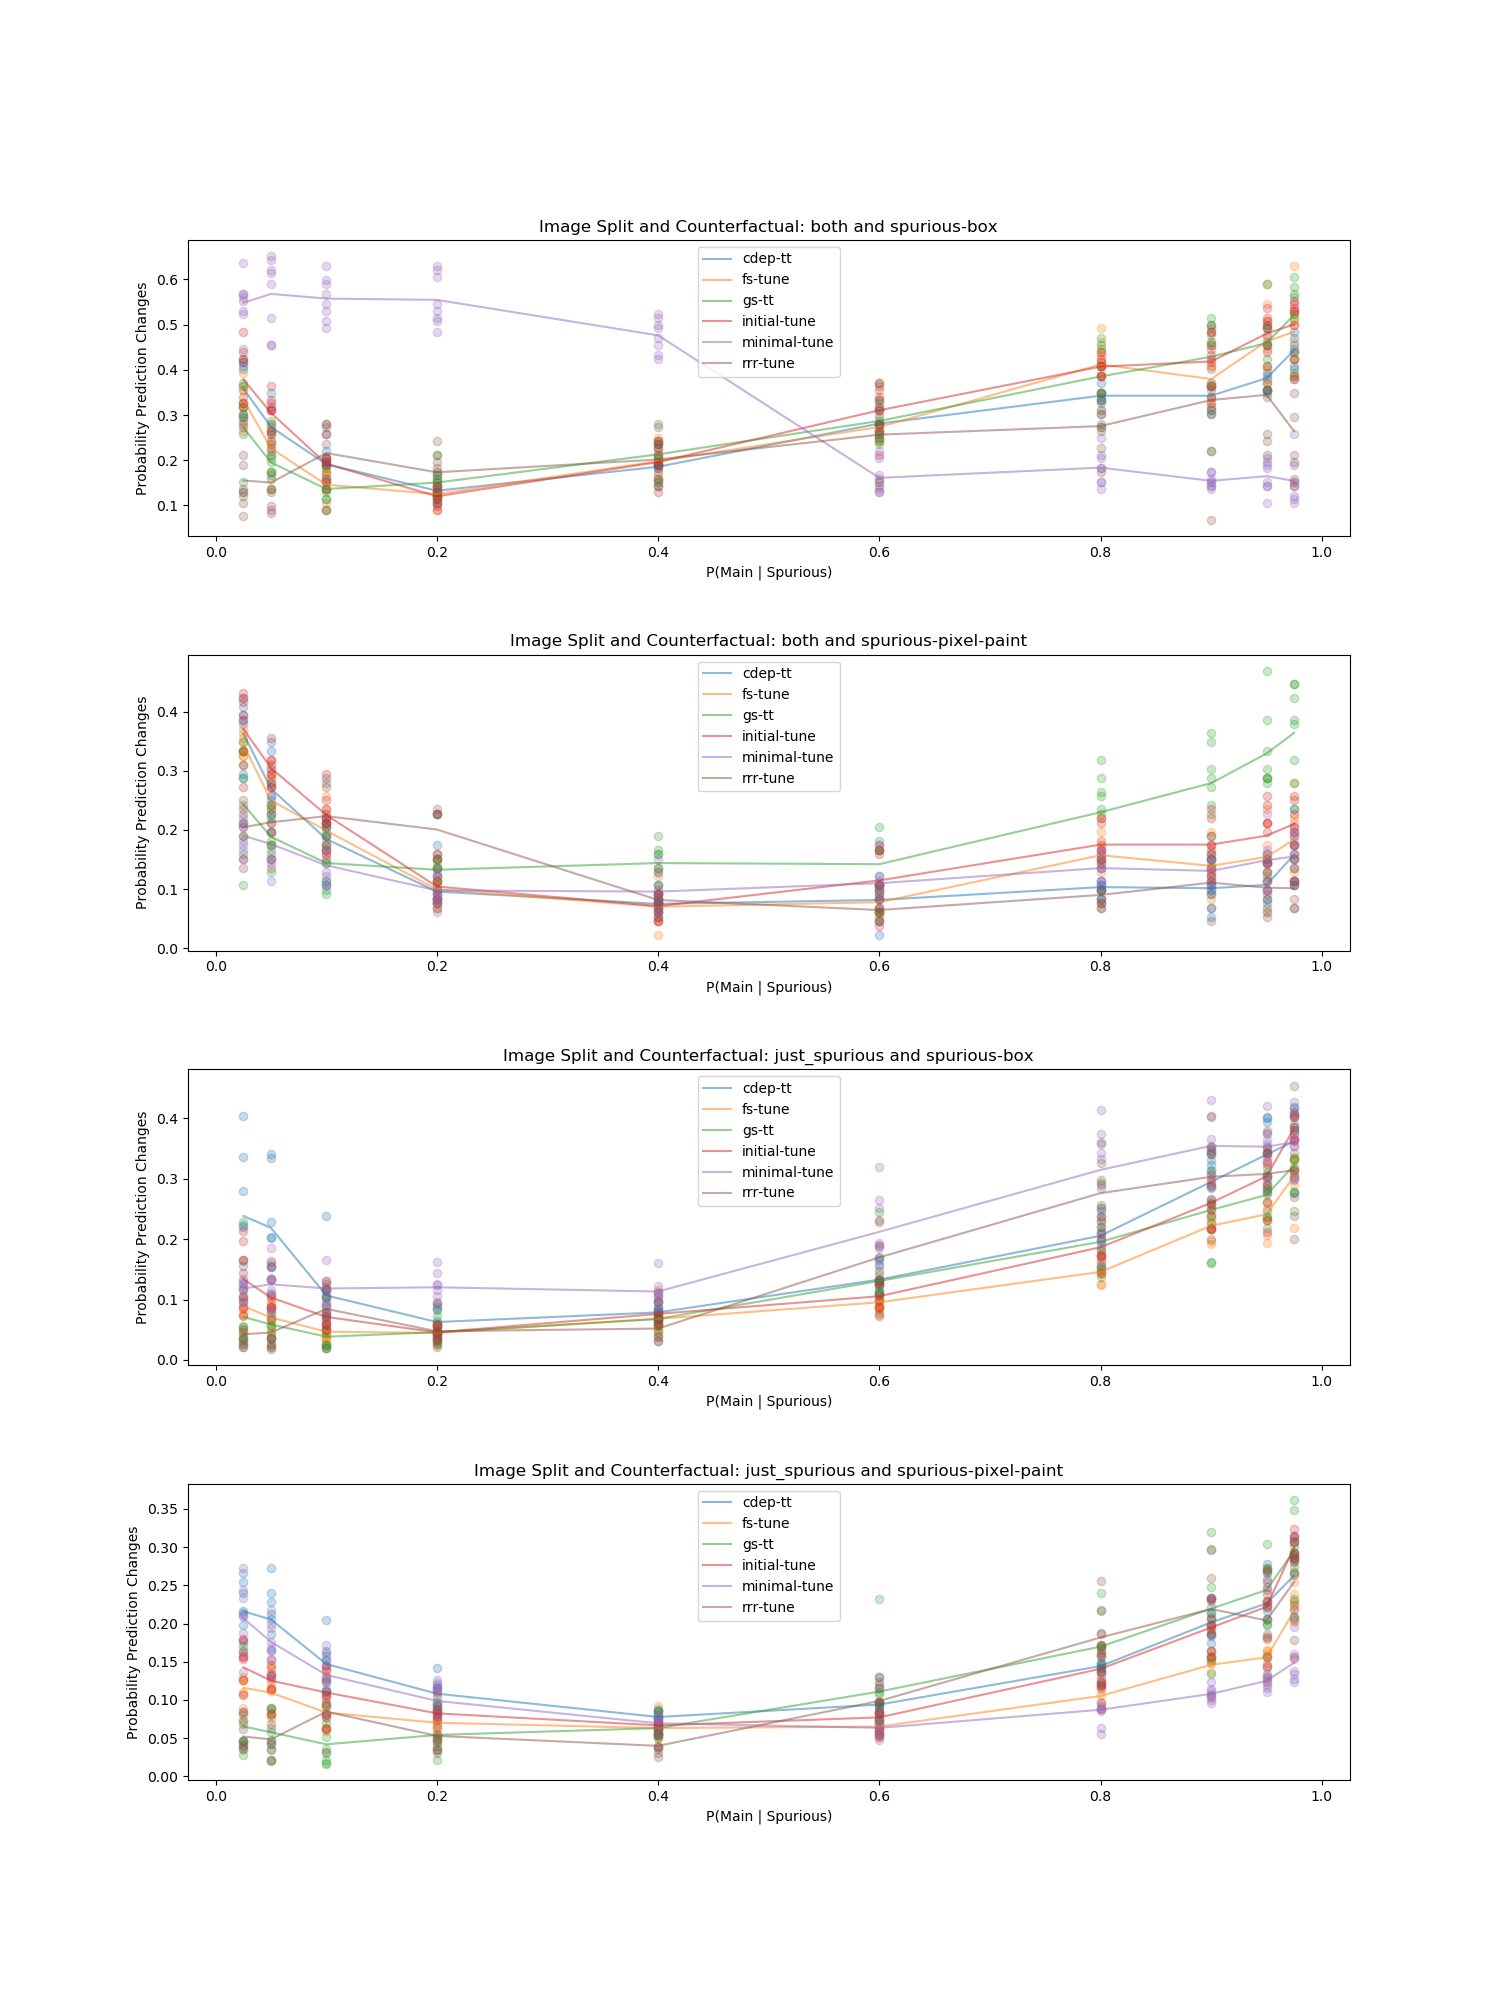 Image Split and Counterfactual: both and spurious-box
Probability Prediction Changes
0.6
0.5
0.4
0.3
0.2
0.1
cdep-tt
fs-tune
gs-tt
initial-tune
minimal-tune
rrr-tune
0.0 0.2 0.4 0.6 0.8 1.0
P(Main | Spurious)
Image Split and Counterfactual: both and spurious-pixel-paint
Probability Prediction Changes
0.4
0.3
0.2
0.1
0.0
cdep-tt
fs-tune
gs-tt
initial-tune
minimal-tune
rrr-tune
0.0 0.2 0.4 0.6 0.8 1.0
P(Main | Spurious)
Image Split and Counterfactual: just_spurious and spurious-box
Probability Prediction Changes
0.4
0.3
0.2
0.1
0.0
cdep-tt
fs-tune
gs-tt
initial-tune
minimal-tune
rrr-tune
0.0 0.2 0.4 0.6 0.8 1.0
P(Main | Spurious)
Image Split and Counterfactual: just_spurious and spurious-pixel-paint
Probability Prediction Changes
0.35
0.30
0.25
0.20
0.15
0.10
0.05
0.00
cdep-tt
fs-tune
gs-tt
initial-tune
minimal-tune
rrr-tune
0.0 0.2 0.4 0.6 0.8 1.0
P(Main | Spurious)